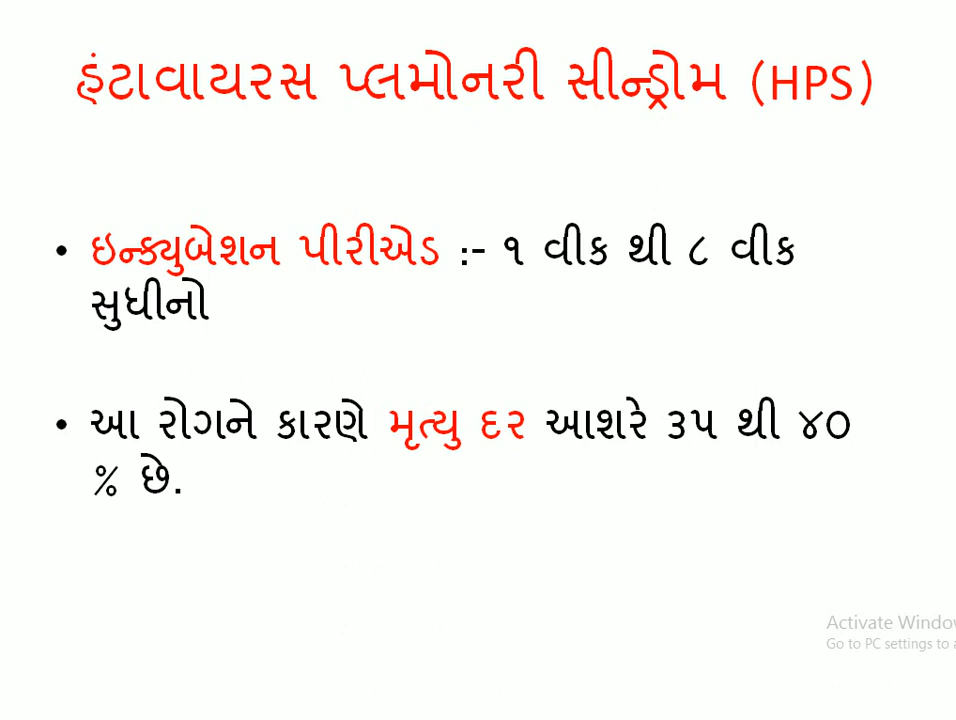 હંટાવાયરસ પ્લમોનરી સીન્ડ્રોમ (HPS)
• ઇન્ક્યુબેશન પીરીએડ :- ૧ વીક થી ૮ વીક
સુધીનો
• આ રોગને કારણે મૃત્યુ દર આશરે ૩૫ થી ૪૦
% છે.
Activate Windo
Go to PC settings to a